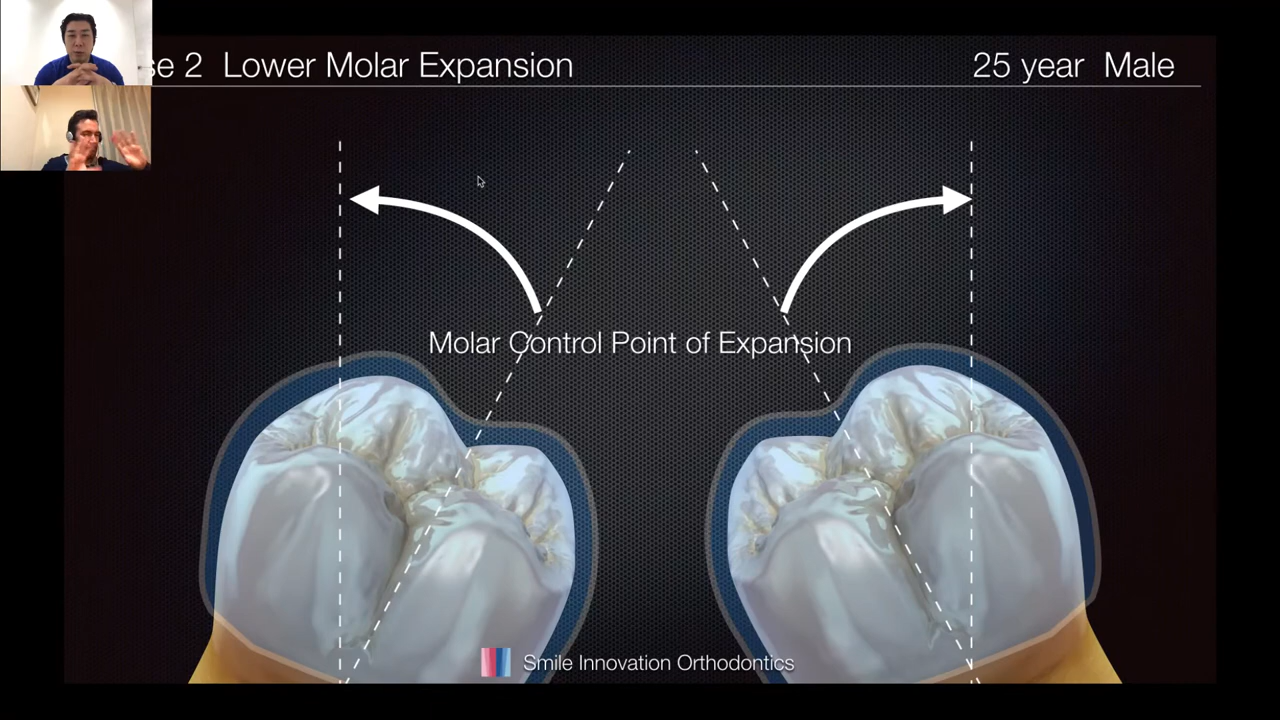 se 2 Lower Molar Expansion
25 year Male
Molar Control Point of Expansion
Smile Innovation Orthodontics